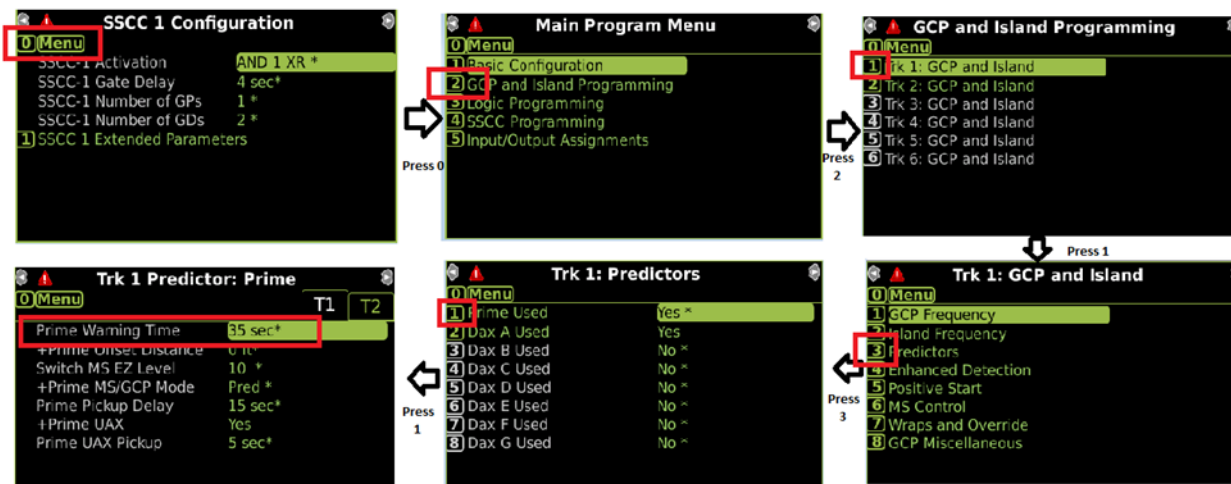 SSCC 1 Configuration
0 Menu
SSCC-1 Activation AND 1 XR *
SSCC-1 Gate Delay 4 sec*
SSCC-1 Number of GPs 1 *
SSCC-1 Number of GDs 2 *
1 SSCC 1 Extended Parameters
Press 0
Main Program Menu
0 Menu
1 Basic Configuration
2 GCP and Island Programming
3 Logic Programming
4 SSCC Programming
5 Input/Output Assignments
Press
2
GCP and Island Programming
0 Menu
1 Trk 1: GCP and Island
2 Trk 2: GCP and Island
3 Trk 3: GCP and Island
4 Trk 4: GCP and Island
5 Trk 5: GCP and Island
6 Trk 6: GCP and Island
Press 1
Trk 1: GCP and Island
0 Menu
1 GCP Frequency
2 Island Frequency
3 Predictors
4 Enhanced Detection
5 Positive Start
6 MS Control
7 Wraps and Override
8 GCP Miscellaneous
Press
3
Trk 1: Predictors
0 Menu
1 Prime Used Yes *
2 Dax A Used Yes
3 Dax B Used No *
4 Dax C Used No *
5 Dax D Used No *
6 Dax E Used No *
7 Dax F Used No *
8 Dax G Used No *
Press
1
Trk 1 Predictor: Prime
0 Menu T1 T2
Prime Warning Time 35 sec*
+Prime Offset Distance 0 ft*
Switch MS EZ Level 10 *
+Prime MS/GCP Mode Pred *
Prime Pickup Delay 15 sec*
+Prime UAX Yes
Prime UAX Pickup 5 sec*